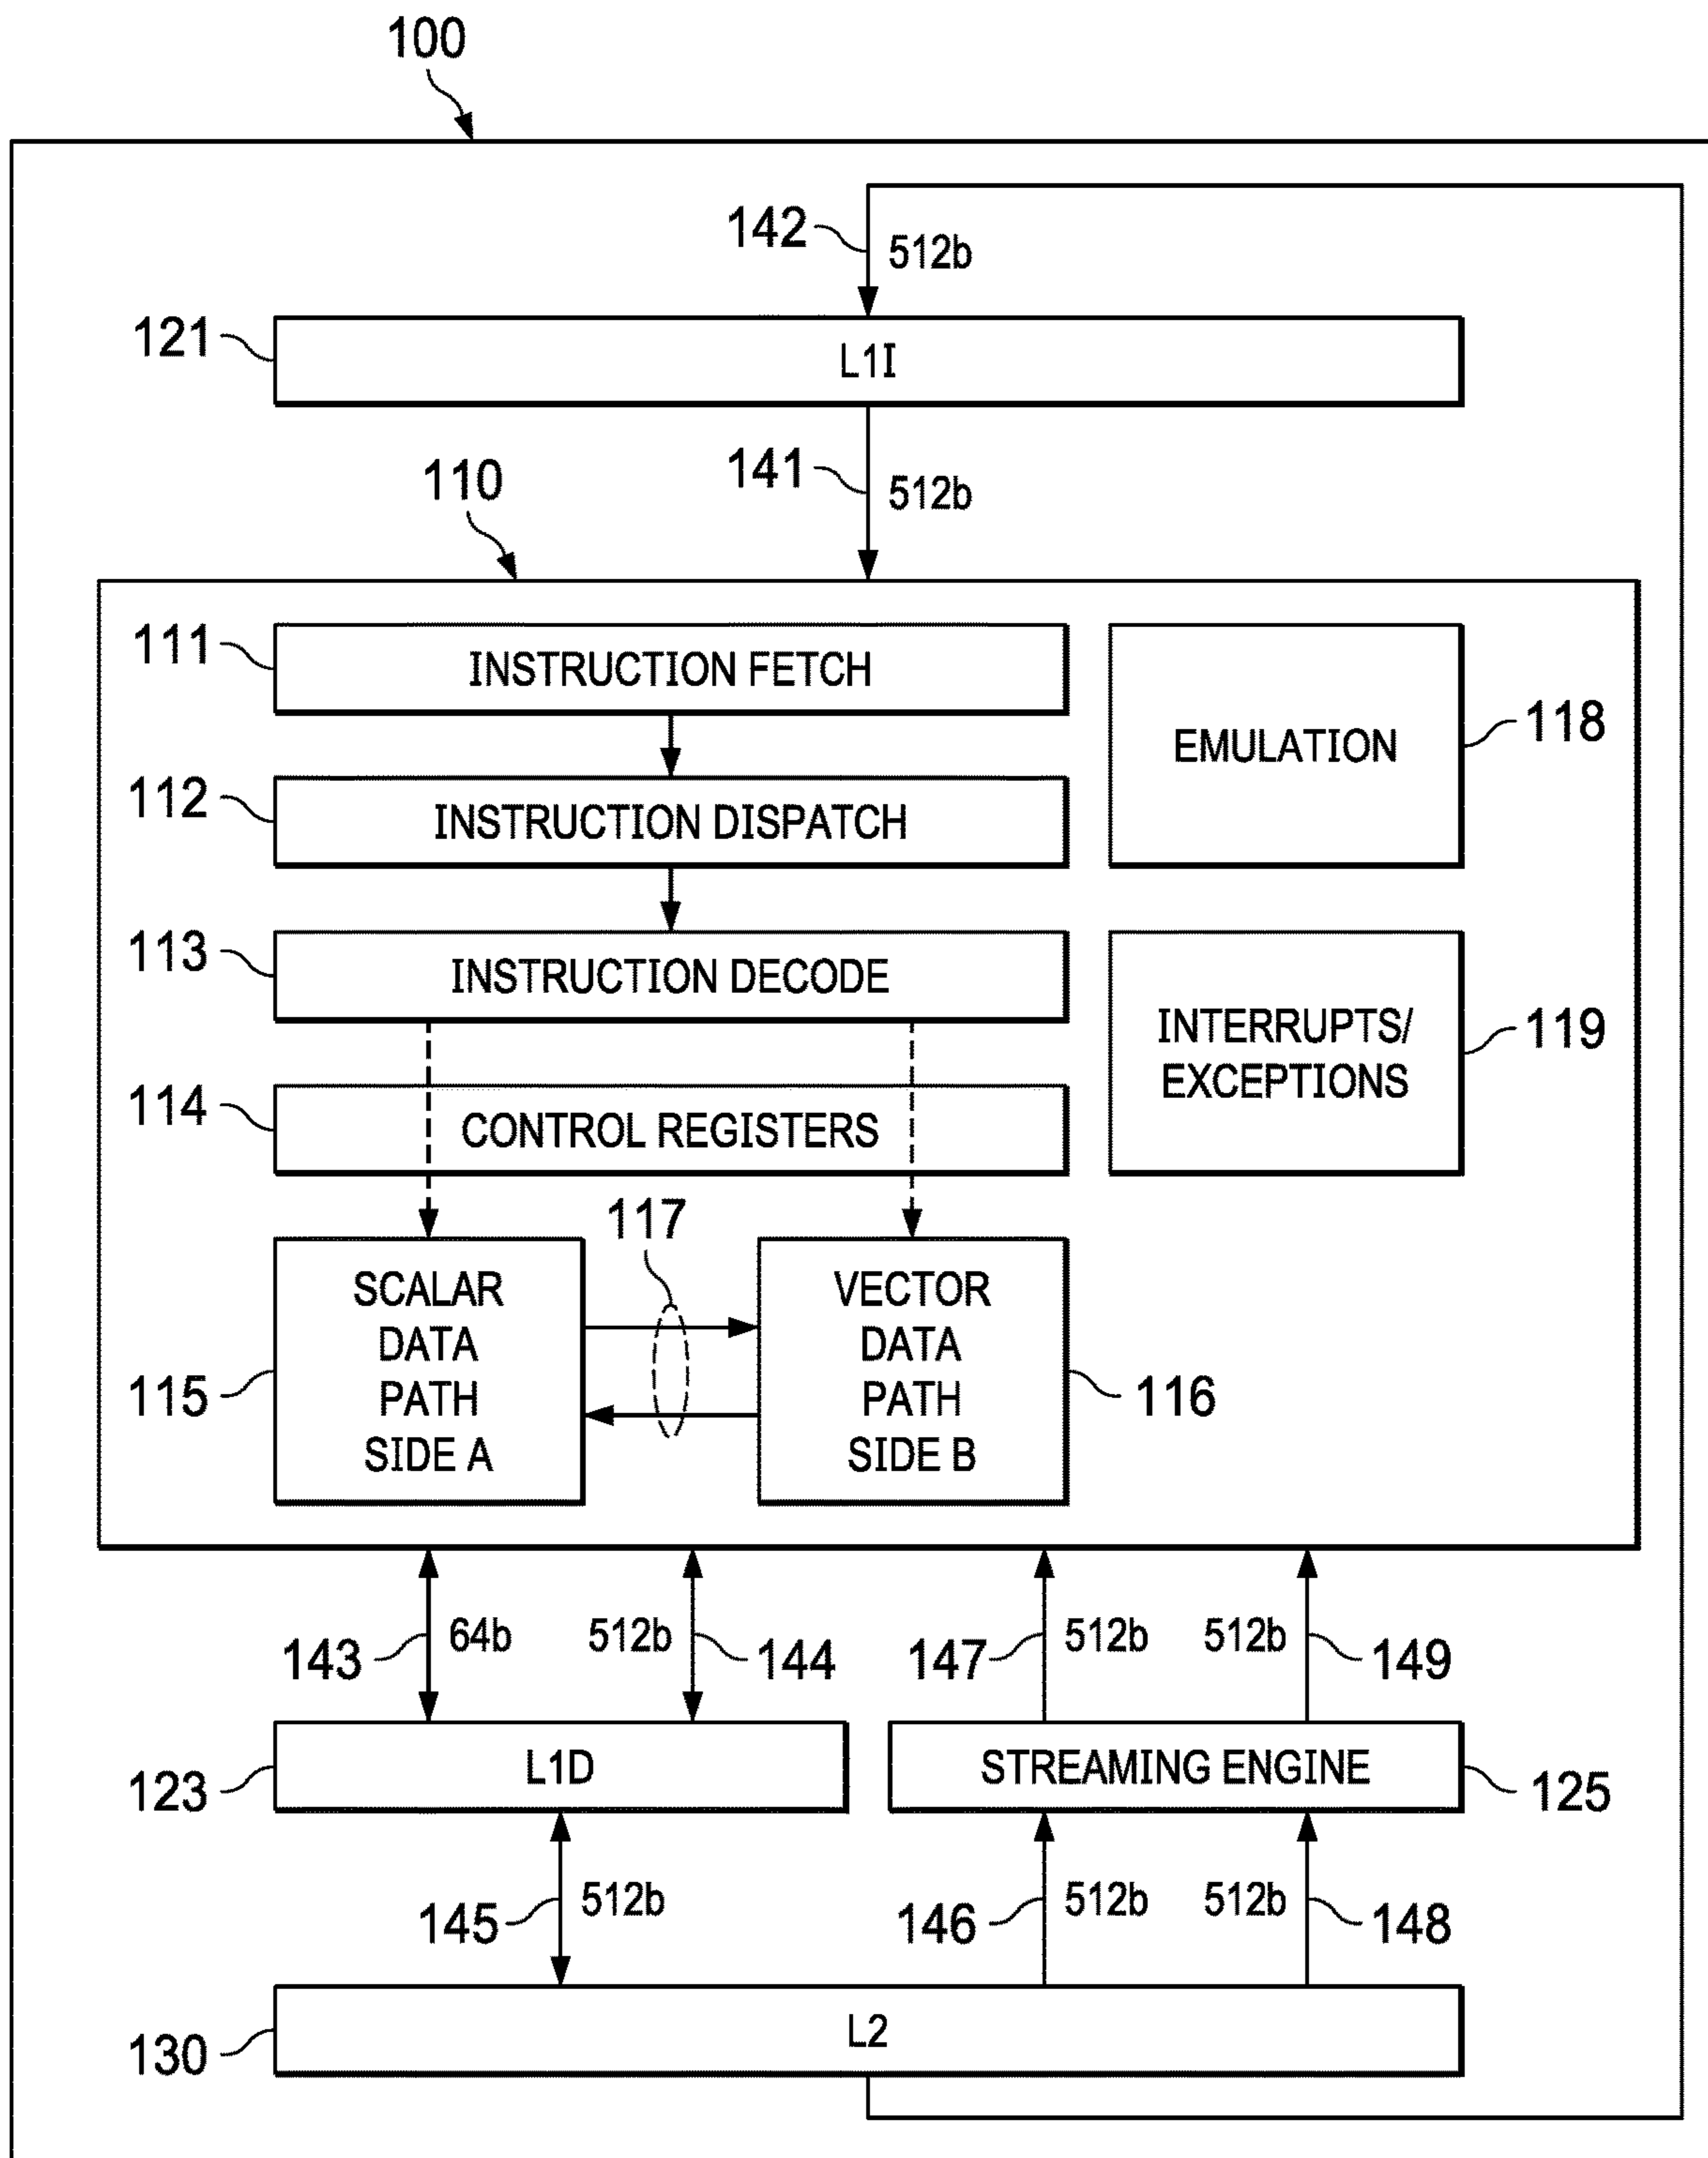 100
142
512b
121
L1I
141
512b
110
111
INSTRUCTION FETCH
EMULATION
118
112
INSTRUCTION DISPATCH
113
INSTRUCTION DECODE
INTERRUPTS/
EXCEPTIONS
119
114
CONTROL REGISTERS
117
SCALAR
DATA
PATH
SIDE A
115
VECTOR
DATA
PATH
SIDE B
116
143
64b
512b
144
147
512b
512b
149
123
L1D
STREAMING ENGINE
125
145
512b
146
512b
512b
148
130
L2